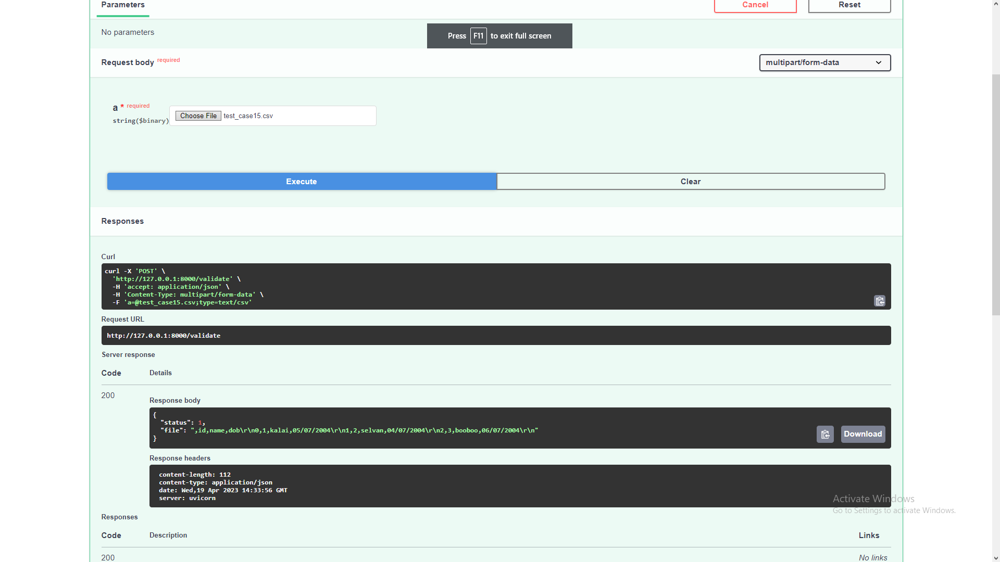 Parameters
Cancel
Reset
No parameters
Press F11 to exit full screen
Request body required
multipart/form-data
a * required
string($binary)
Choose File test_case15.csv
Execute
Clear
Responses
Curl
curl -X 'POST' \
'http://127.0.0.1:8000/validate' \
-H 'accept: application/json' \
-H 'Content-Type: multipart/form-data' \
-F 'a=@test_case15.csv;type=text/csv'
Request URL
http://127.0.0.1:8000/validate
Server response
Code Details
200
Response body
{
"status": 1,
"file": ",id,name,dob\r\n0,1,kalai,05/07/2004\r\n1,2,selvan,04/07/2004\r\n2,3,booboo,06/07/2004\r\n"
}
Download
Response headers
content-length: 112
content-type: application/json
date: Wed,19 Apr 2023 14:33:56 GMT
server: uvicorn
Activate Windows
Go to Settings to activate Windows.
Responses
Code Description Links
200 No links